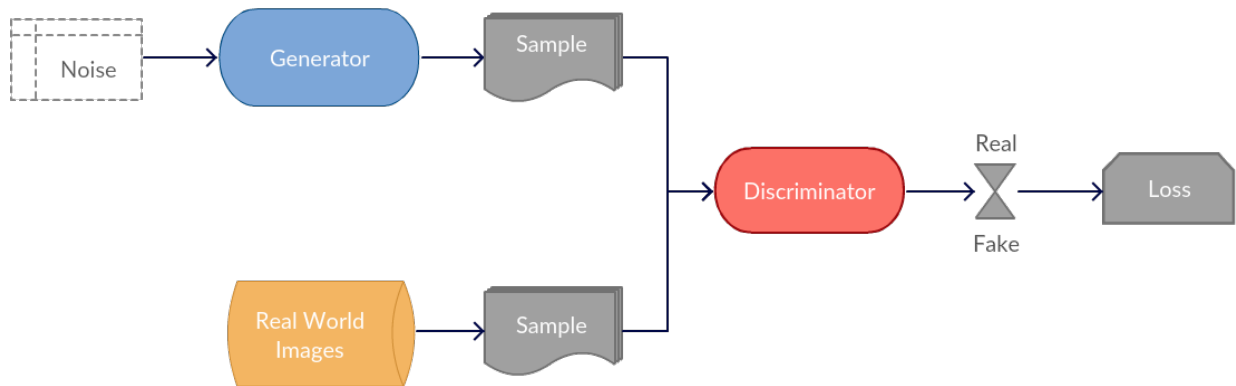 Noise
Generator
Sample
Real
Discriminator
Loss
Fake
Real World
Images
Sample